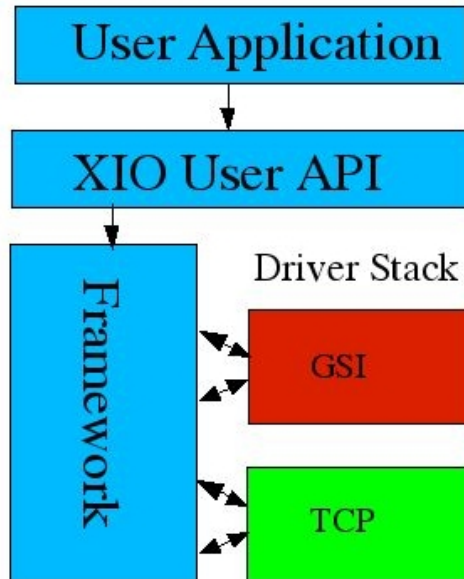 User Application
XIO User API
Framework
Driver Stack
GSI
TCP